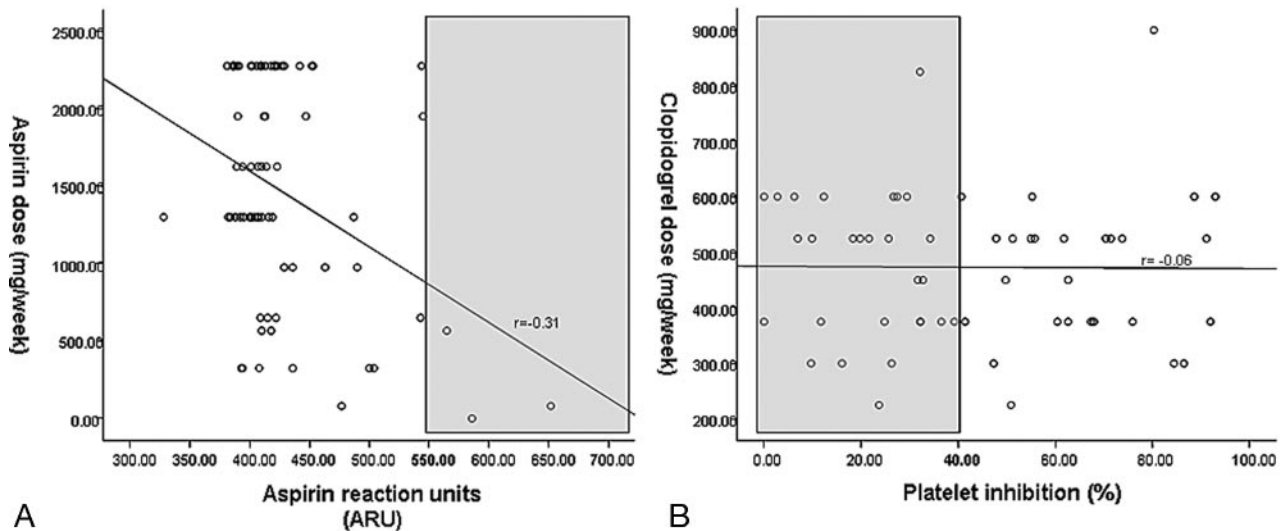 2500.00
2000.00
1500.00
1000.00
500.00
0.00
Aspirin dose (mg/week)
r=-0.31
300.00 350.00 400.00 450.00 500.00 550.00 600.00 650.00 700.00
Aspirin reaction units
(ARU)
A
900.00
800.00
700.00
600.00
500.00
400.00
300.00
200.00
Clopidogrel dose (mg/week)
r= -0.06
0.00 20.00 40.00 60.00 80.00 100.00
Platelet inhibition (%)
B